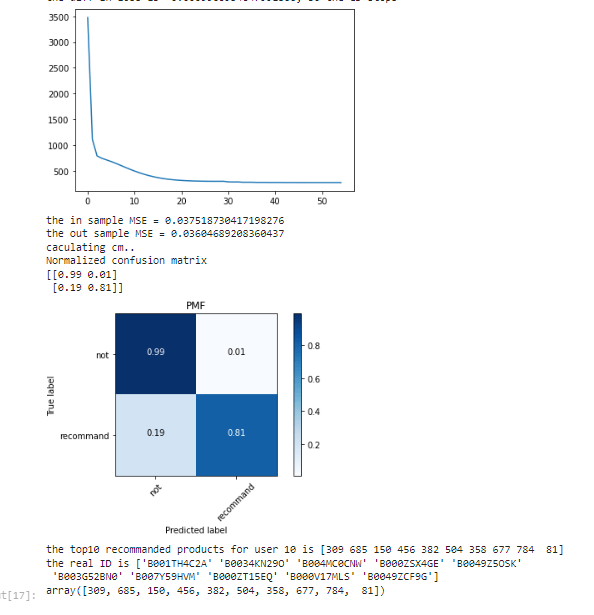 3500
3000
2500
2000
1500
1000
500
0 10 20 30 40 50
the in sample MSE = 0.037518730417198276
the out sample MSE = 0.03604689208360437
caculating cm..
Normalized confusion matrix
[[0.99 0.01]
[0.19 0.81]]
PMF
not 0.99 0.01
recommand 0.19 0.81
0.8
0.6
0.4
0.2
True label
not recommand
Predicted label
the top10 recommanded products for user 10 is [309 685 150 456 382 504 358 677 784 81]
the real ID is ['B001TH4C2A' 'B0034KN29O' 'B004MC0CNW' 'B000ZSX4GE' 'B0049Z5OSK'
'B003G52BN0' 'B007Y59HVM' 'B000ZT15EQ' 'B000V17MLS' 'B0049ZCF9G']
array([309, 685, 150, 456, 382, 504, 358, 677, 784, 81])
t[17]: